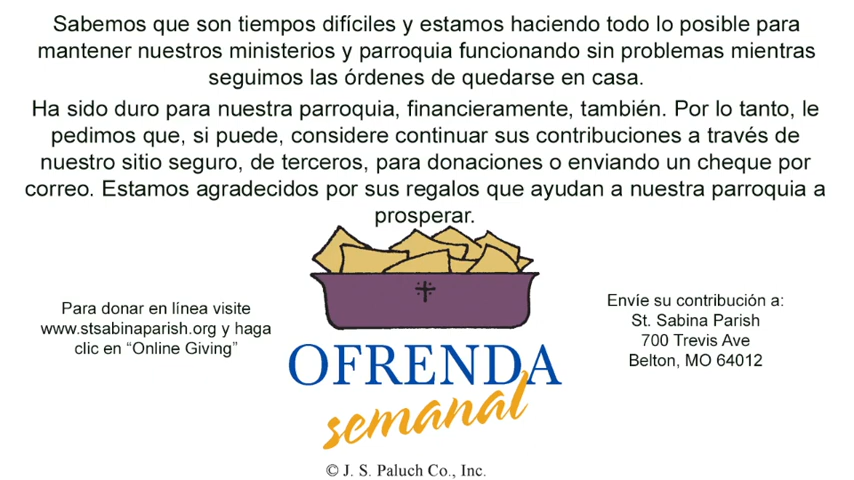 Sabemos que son tiempos difíciles y estamos haciendo todo lo posible para
mantener nuestros ministerios y parroquia funcionando sin problemas mientras
seguimos las órdenes de quedarse en casa.
Ha sido duro para nuestra parroquia, financieramente, también. Por lo tanto, le
pedimos que, si puede, considere continuar sus contribuciones a través de
nuestro sitio seguro, de terceros, para donaciones o enviando un cheque por
correo. Estamos agradecidos por sus regalos que ayudan a nuestra parroquia a
prosperar.
Para donar en línea visite
www.stsabinaparish.org y haga
clic en “Online Giving”
Envíe su contribución a:
St. Sabina Parish
700 Trevis Ave
Belton, MO 64012
OFRENDA
semanal
© J. S. Paluch Co., Inc.